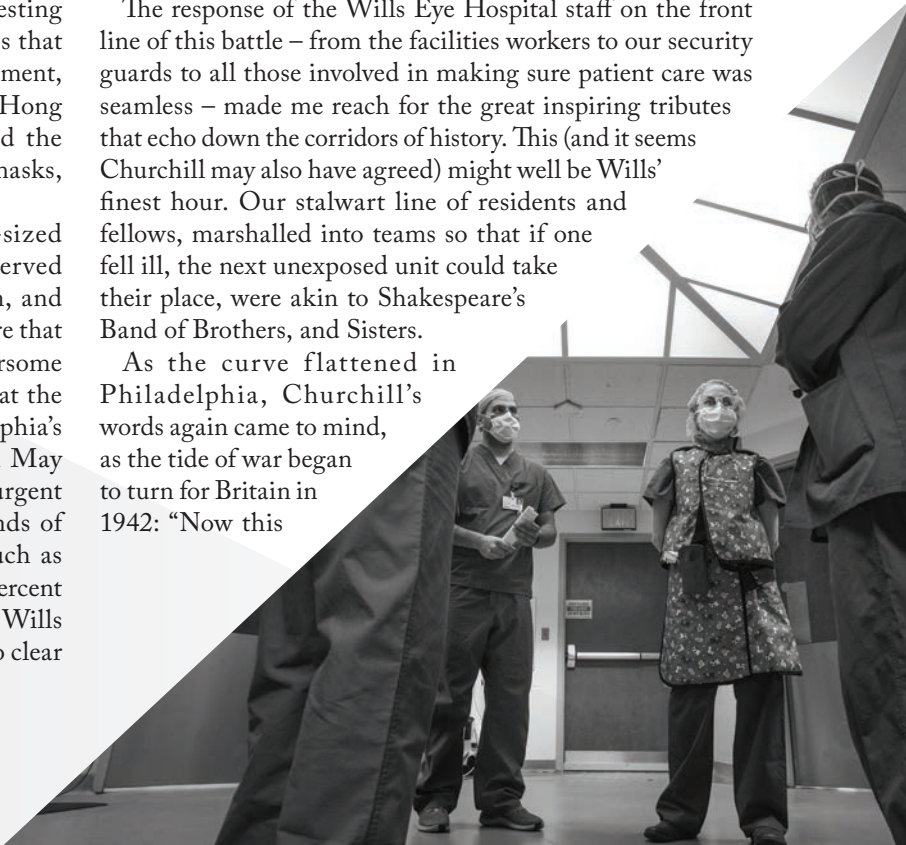 esting
s that
ment,
Hong
d the
masks,
sized
erved
n, and
re that
rsome
at the
phia’s
May
urgent
nds of
uch as
ercent
Wills
o clear
The response of the Wills Eye Hospital staff on the front
line of this battle – from the facilities workers to our security
guards to all those involved in making sure patient care was
seamless – made me reach for the great inspiring tributes
that echo down the corridors of history. This (and it seems
Churchill may also have agreed) might well be Wills’
finest hour. Our stalwart line of residents and
fellows, marshalled into teams so that if one
fell ill, the next unexposed unit could take
their place, were akin to Shakespeare’s
Band of Brothers, and Sisters.
As the curve flattened in
Philadelphia, Churchill’s
words again came to mind,
as the tide of war began
to turn for Britain in
1942: “Now this